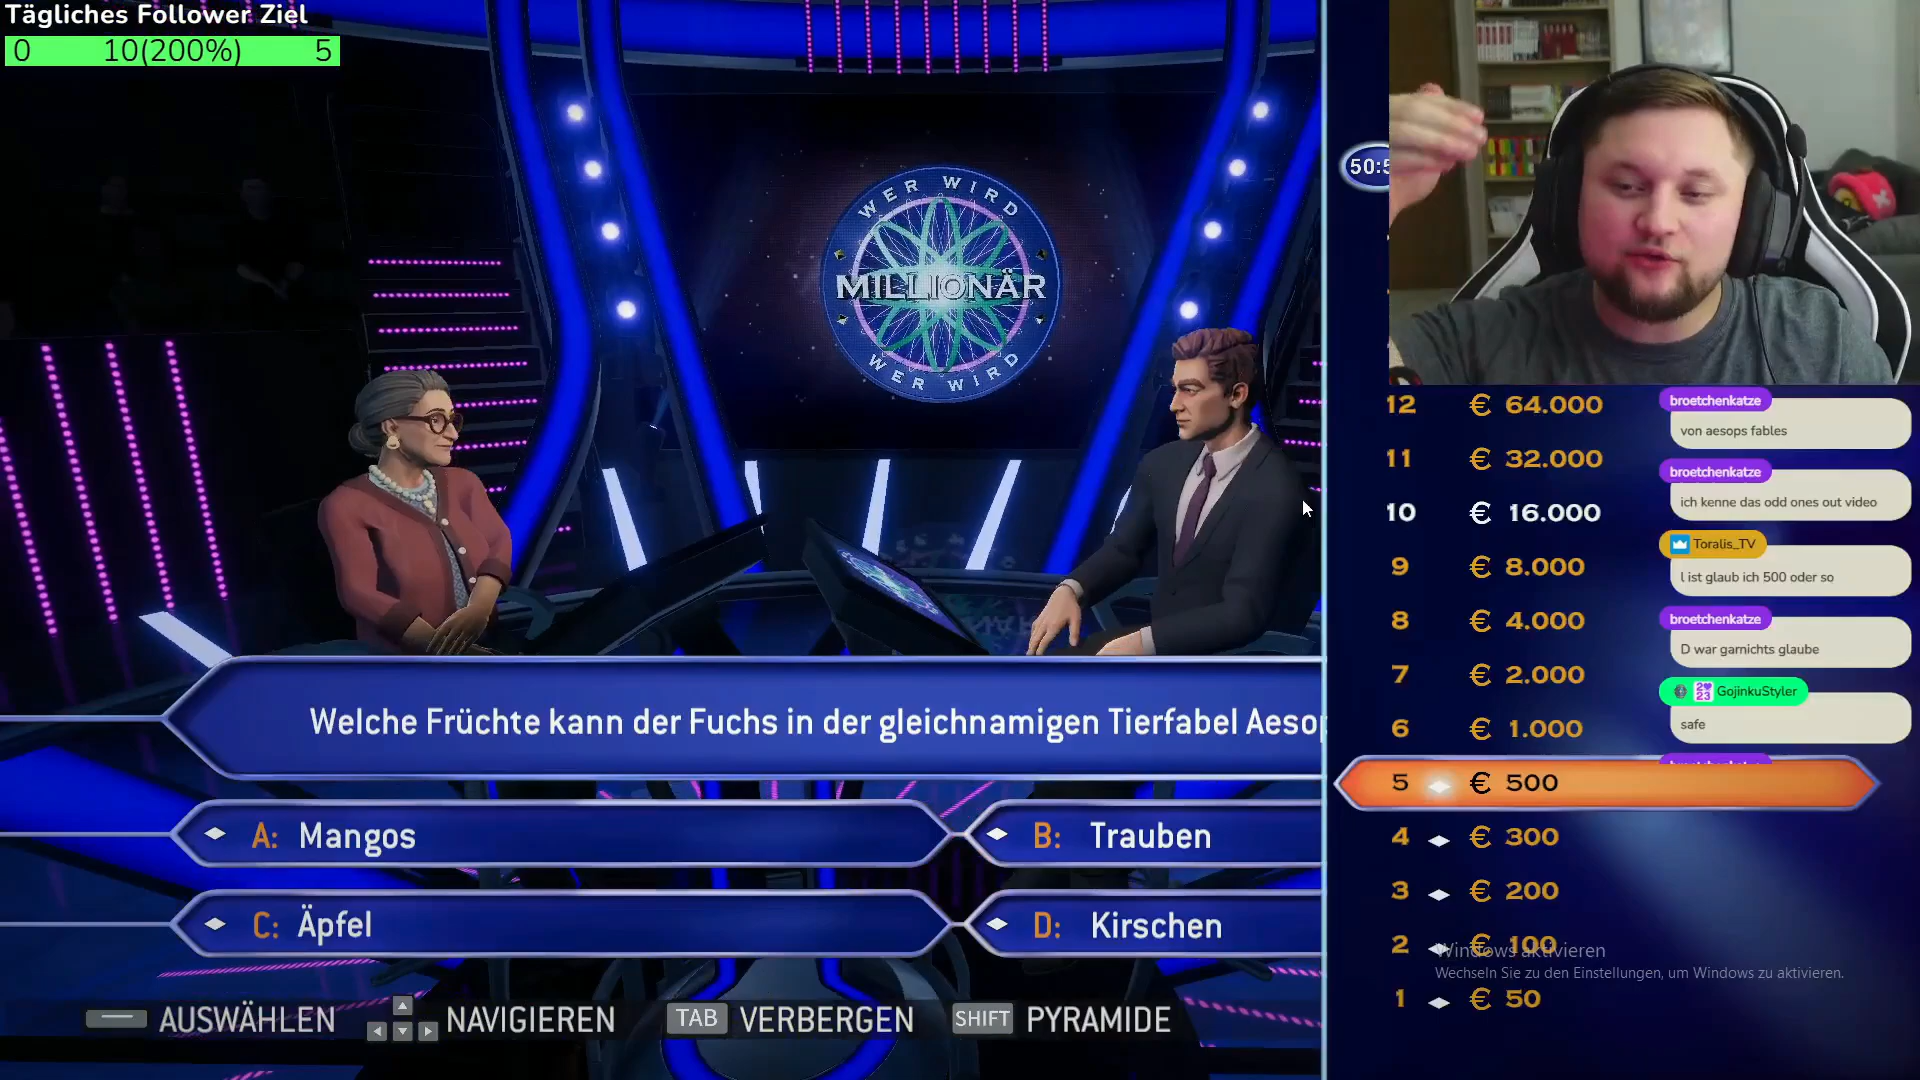 Tägliches Follower Ziel
0 10(200%) 5
WER WIRD
MILLIONÄR
WER WIRD
50:5
12 € 64.000
11 € 32.000
10 € 16.000
9 € 8.000
8 € 4.000
7 € 2.000
6 € 1.000
5 € 500
4 € 300
3 € 200
2 € 100
1 € 50
broetchenkatze
von aesops fables
broetchenkatze
ich kenne das odd ones out video
Toralis_TV
l ist glaub ich 500 oder so
broetchenkatze
D war garnichts glaube
GojinkuStyler
safe
Welche Früchte kann der Fuchs in der gleichnamigen Tierfabel Aesop
A: Mangos
B: Trauben
C: Äpfel
D: Kirschen
Windows aktivieren
Wechseln Sie zu den Einstellungen, um Windows zu aktivieren.
AUSWÄHLEN NAVIGIEREN TAB VERBERGEN SHIFT PYRAMIDE